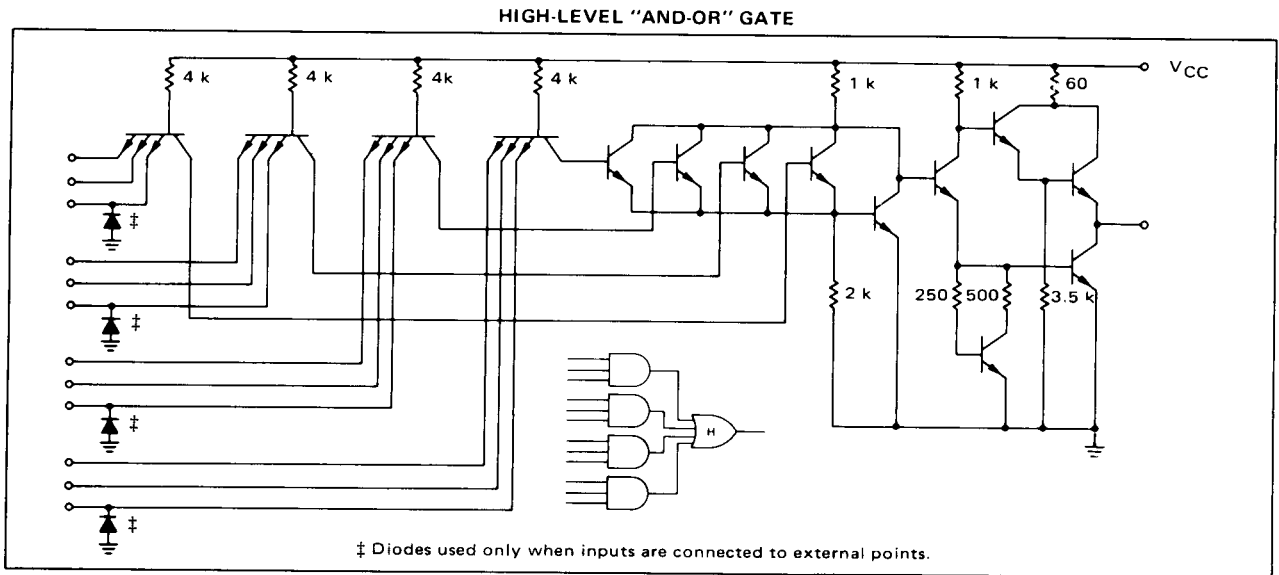 HIGH-LEVEL "AND-OR" GATE
4 k
4 k
4k
4 k
1 k
1 k
60
VCC
‡
‡
2 k
250
500
3.5 k
‡
H
‡
‡ Diodes used only when inputs are connected to external points.